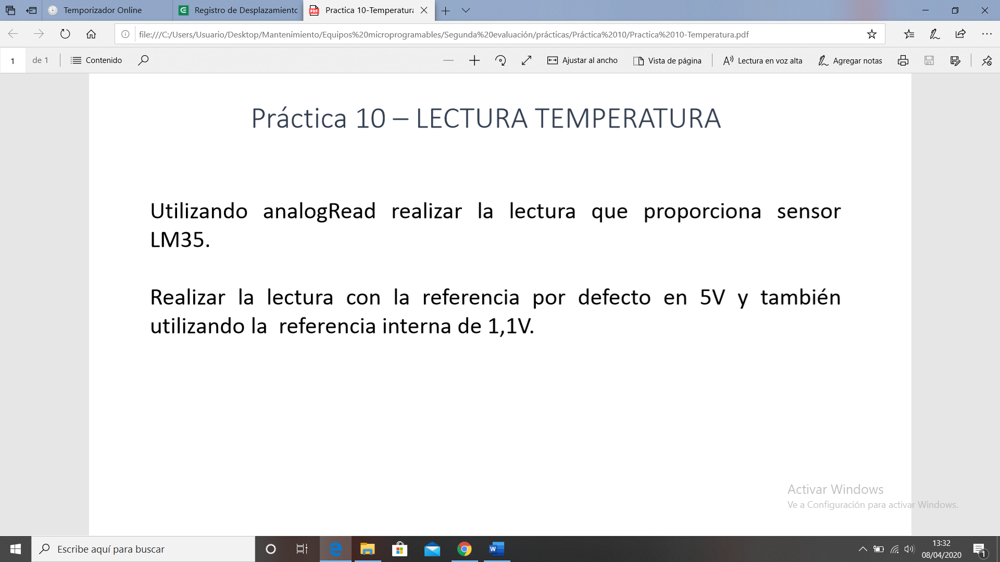 Temporizador Online
Registro de Desplazamiento
Practica 10-Temperatura
file:///C:/Users/Usuario/Desktop/Mantenimiento/Equipos%20microprogramables/Segunda%20evaluación/prácticas/Práctica%2010/Practica%2010-Temperatura.pdf
1 de 1 Contenido Ajustar al ancho Vista de página Lectura en voz alta Agregar notas
Práctica 10 – LECTURA TEMPERATURA
Utilizando analogRead realizar la lectura que proporciona sensor
LM35.
Realizar la lectura con la referencia por defecto en 5V y también
utilizando la referencia interna de 1,1V.
Activar Windows
Ve a Configuración para activar Windows.
Escribe aquí para buscar
13:32
08/04/2020
1